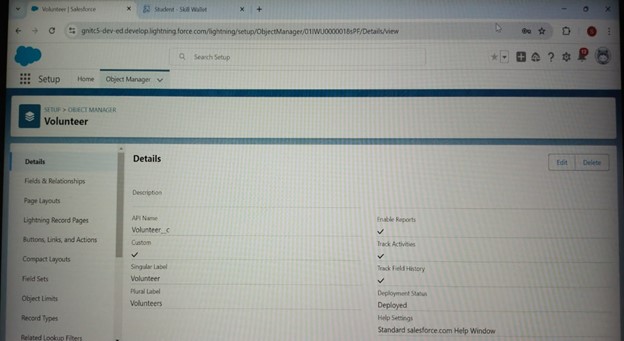 Volunteer | Salesforce
Student - Skill Wallet
gnitc5-dev-ed.develop.lightning.force.com/lightning/setup/ObjectManager/01IWU0000018sPF/Details/view
Search Setup
Setup
Home
Object Manager
SETUP > OBJECT MANAGER
Volunteer
Details
Fields & Relationships
Page Layouts
Lightning Record Pages
Buttons, Links, and Actions
Compact Layouts
Field Sets
Object Limits
Record Types
Related Lookup Filters
Details
Edit
Delete
Description
API Name
Volunteer__c
Custom
Singular Label
Volunteer
Plural Label
Volunteers
Enable Reports
Track Activities
Track Field History
Deployment Status
Deployed
Help Settings
Standard salesforce.com Help Window